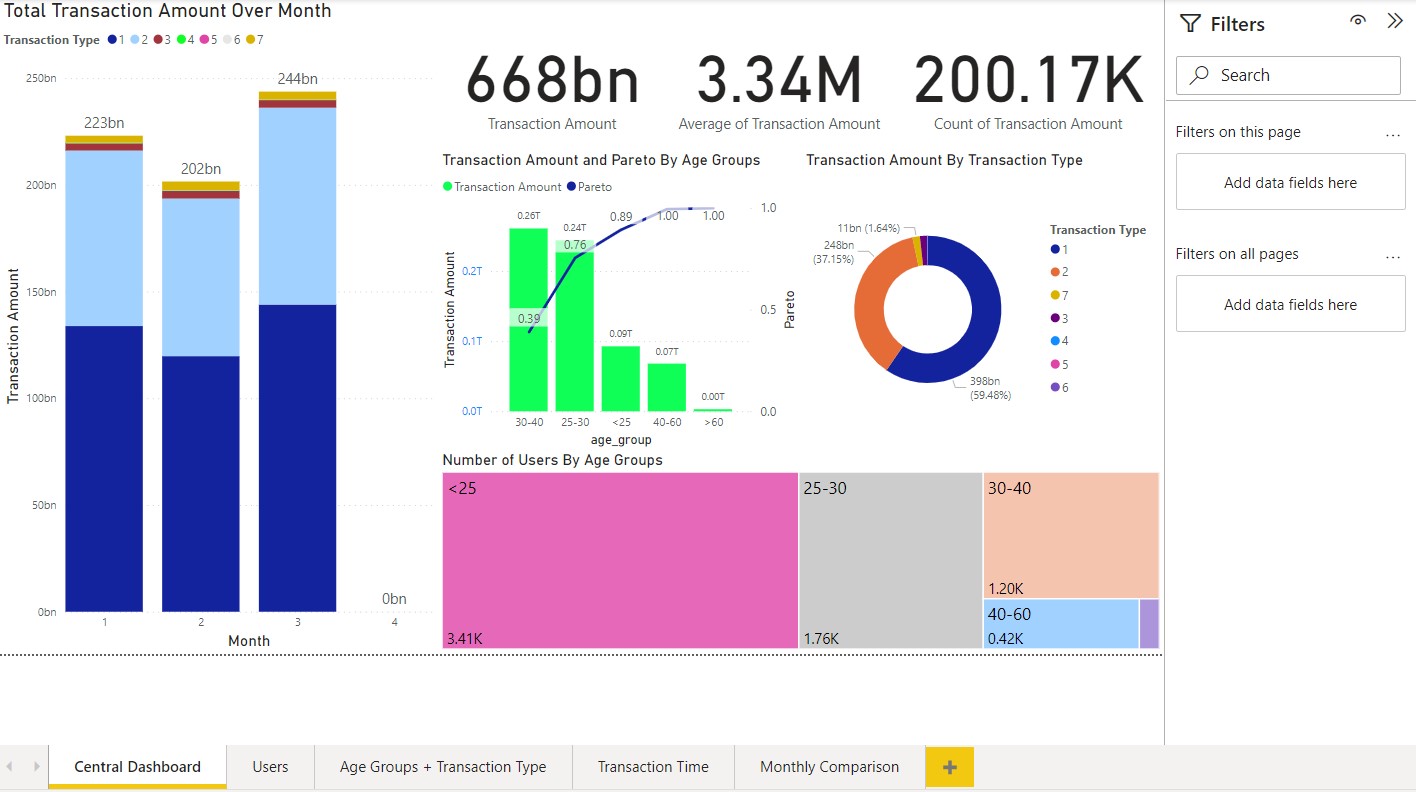 Total Transaction Amount Over Month
Transaction Type 1 2 3 4 5 6 7
250bn
200bn
150bn
100bn
50bn
0bn
Transaction Amount
223bn
202bn
244bn
0bn
1 2 3 4
Month
668bn
Transaction Amount
3.34M
Average of Transaction Amount
200.17K
Count of Transaction Amount
Transaction Amount and Pareto By Age Groups
Transaction Amount Pareto
Transaction Amount
0.2T
0.1T
0.0T
0.26T
0.24T
0.09T
0.07T
0.00T
0.39
0.76
0.89
1.00
1.00
1.0
0.5
0.0
Pareto
30-40 25-30 <25 40-60 >60
age_group
Transaction Amount By Transaction Type
11bn (1.64%)
248bn
(37.15%)
398bn
(59.48%)
Transaction Type
1
2
7
3
4
5
6
Number of Users By Age Groups
<25
3.41K
25-30
1.76K
30-40
1.20K
40-60
0.42K
Filters
Search
Filters on this page
...
Add data fields here
Filters on all pages
...
Add data fields here
Central Dashboard
Users
Age Groups + Transaction Type
Transaction Time
Monthly Comparison
+